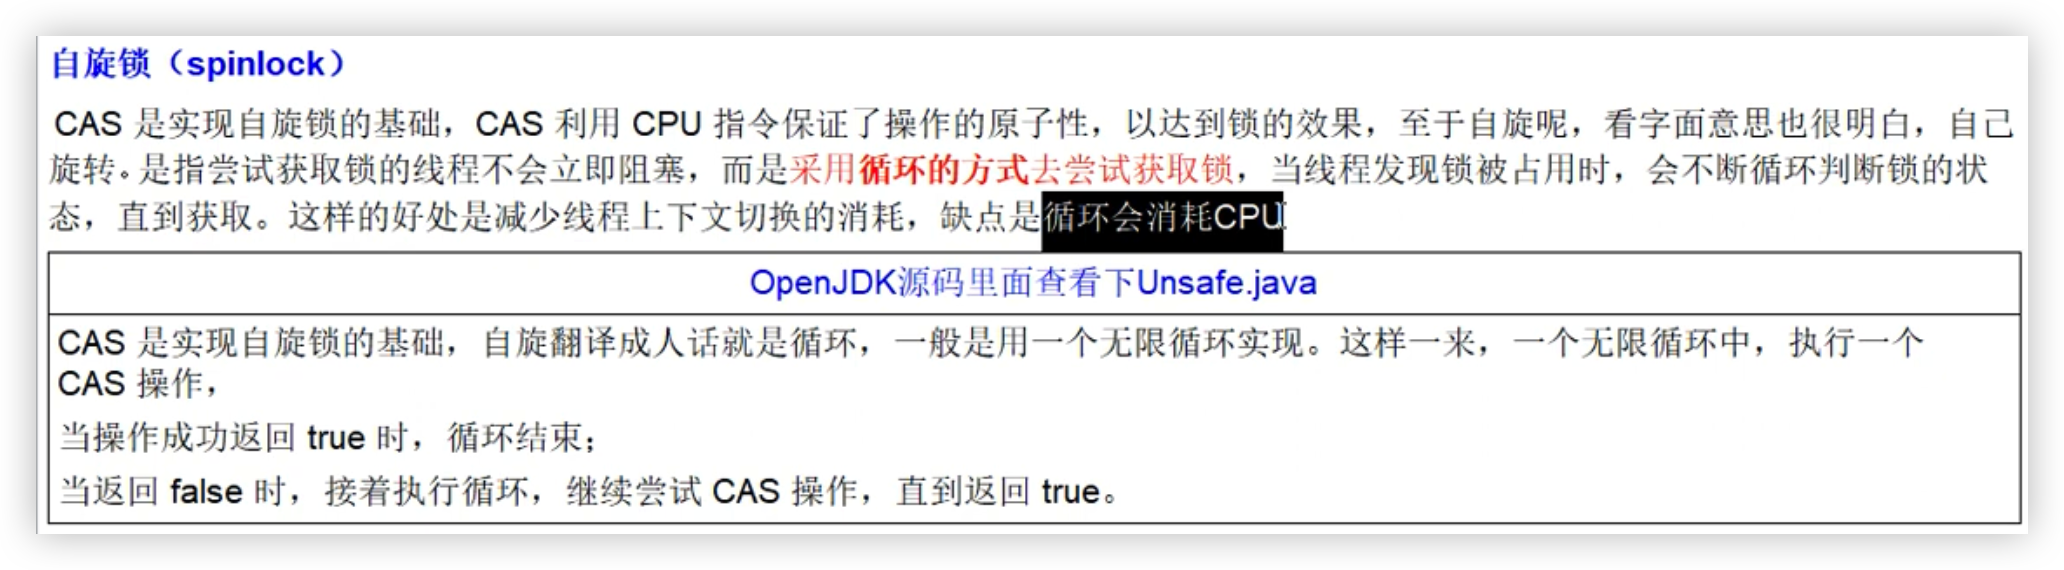 自旋锁（spinlock）
CAS 是实现自旋锁的基础，CAS 利用 CPU 指令保证了操作的原子性，以达到锁的效果，至于自旋呢，看字面意思也很明白，自己
旋转。是指尝试获取锁的线程不会立即阻塞，而是采用循环的方式去尝试获取锁，当线程发现锁被占用时，会不断循环判断锁的状
态，直到获取。这样的好处是减少线程上下文切换的消耗，缺点是循环会消耗CPU
OpenJDK源码里面查看下Unsafe.java
CAS 是实现自旋锁的基础，自旋翻译成人话就是循环，一般是用一个无限循环实现。这样一来，一个无限循环中，执行一个
CAS 操作，
当操作成功返回 true 时，循环结束；
当返回 false 时，接着执行循环，继续尝试 CAS 操作，直到返回 true。